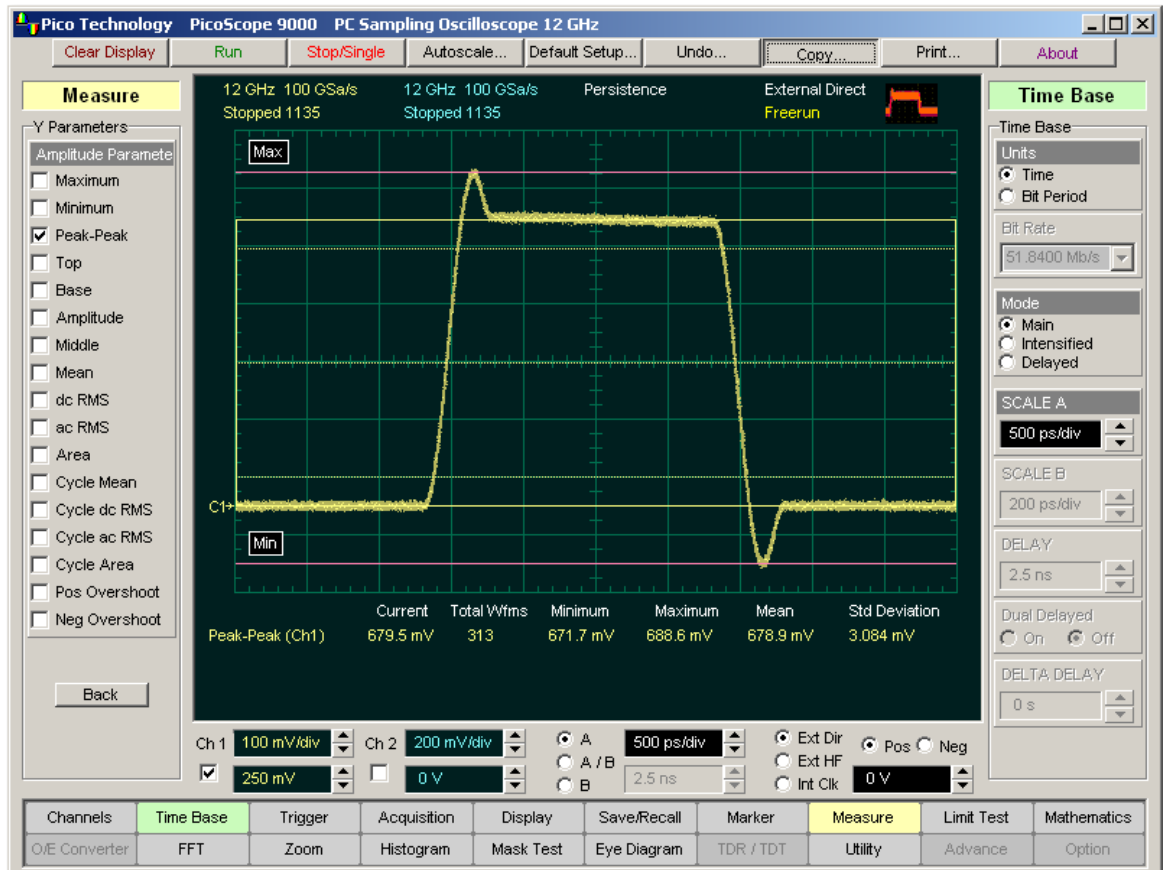 Pico Technology PicoScope 9000 PC Sampling Oscilloscope 12 GHz
Clear Display Run Stop/Single Autoscale... Default Setup... Undo... Copy... Print... About
Measure
Y Parameters
Amplitude Paramete
Maximum
Minimum
Peak-Peak
Top
Base
Amplitude
Middle
Mean
dc RMS
ac RMS
Area
Cycle Mean
Cycle dc RMS
Cycle ac RMS
Cycle Area
Pos Overshoot
Neg Overshoot
Back
12 GHz 100 GSa/s 12 GHz 100 GSa/s Persistence External Direct
Stopped 1135 Stopped 1135 Freerun
Max
C1
Min
Current Total Wfms Minimum Maximum Mean Std Deviation
Peak-Peak (Ch1) 679.5 mV 313 671.7 mV 688.6 mV 678.9 mV 3.084 mV
Time Base
Time Base
Units
Time
Bit Period
Bit Rate
51.8400 Mb/s
Mode
Main
Intensified
Delayed
SCALE A
500 ps/div
SCALE B
200 ps/div
DELAY
2.5 ns
Dual Delayed
On Off
DELTA DELAY
0 s
Ch 1 100 mV/div Ch 2 200 mV/div A 500 ps/div Ext Dir Pos Neg
A / B Ext HF
250 mV 0 V B 2.5 ns Int Clk 0 V
Channels Time Base Trigger Acquisition Display Save/Recall Marker Measure Limit Test Mathematics
O/E Converter FFT Zoom Histogram Mask Test Eye Diagram TDR / TDT Utility Advance Option